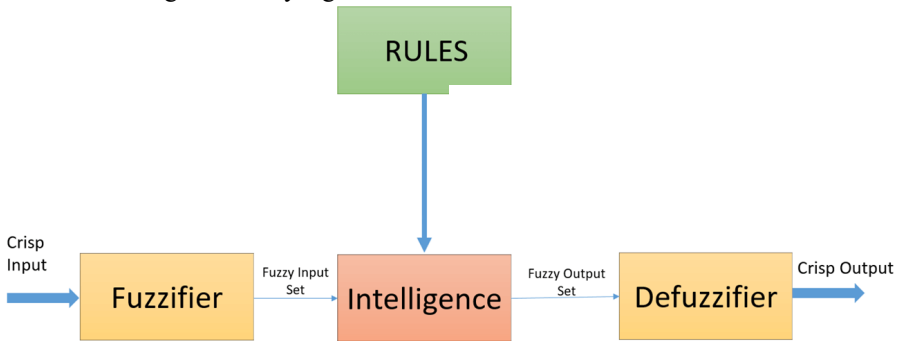 RULES
Crisp
Input
Fuzzifier
Fuzzy Input
Set
Intelligence
Fuzzy Output
Set
Defuzzifier
Crisp Output